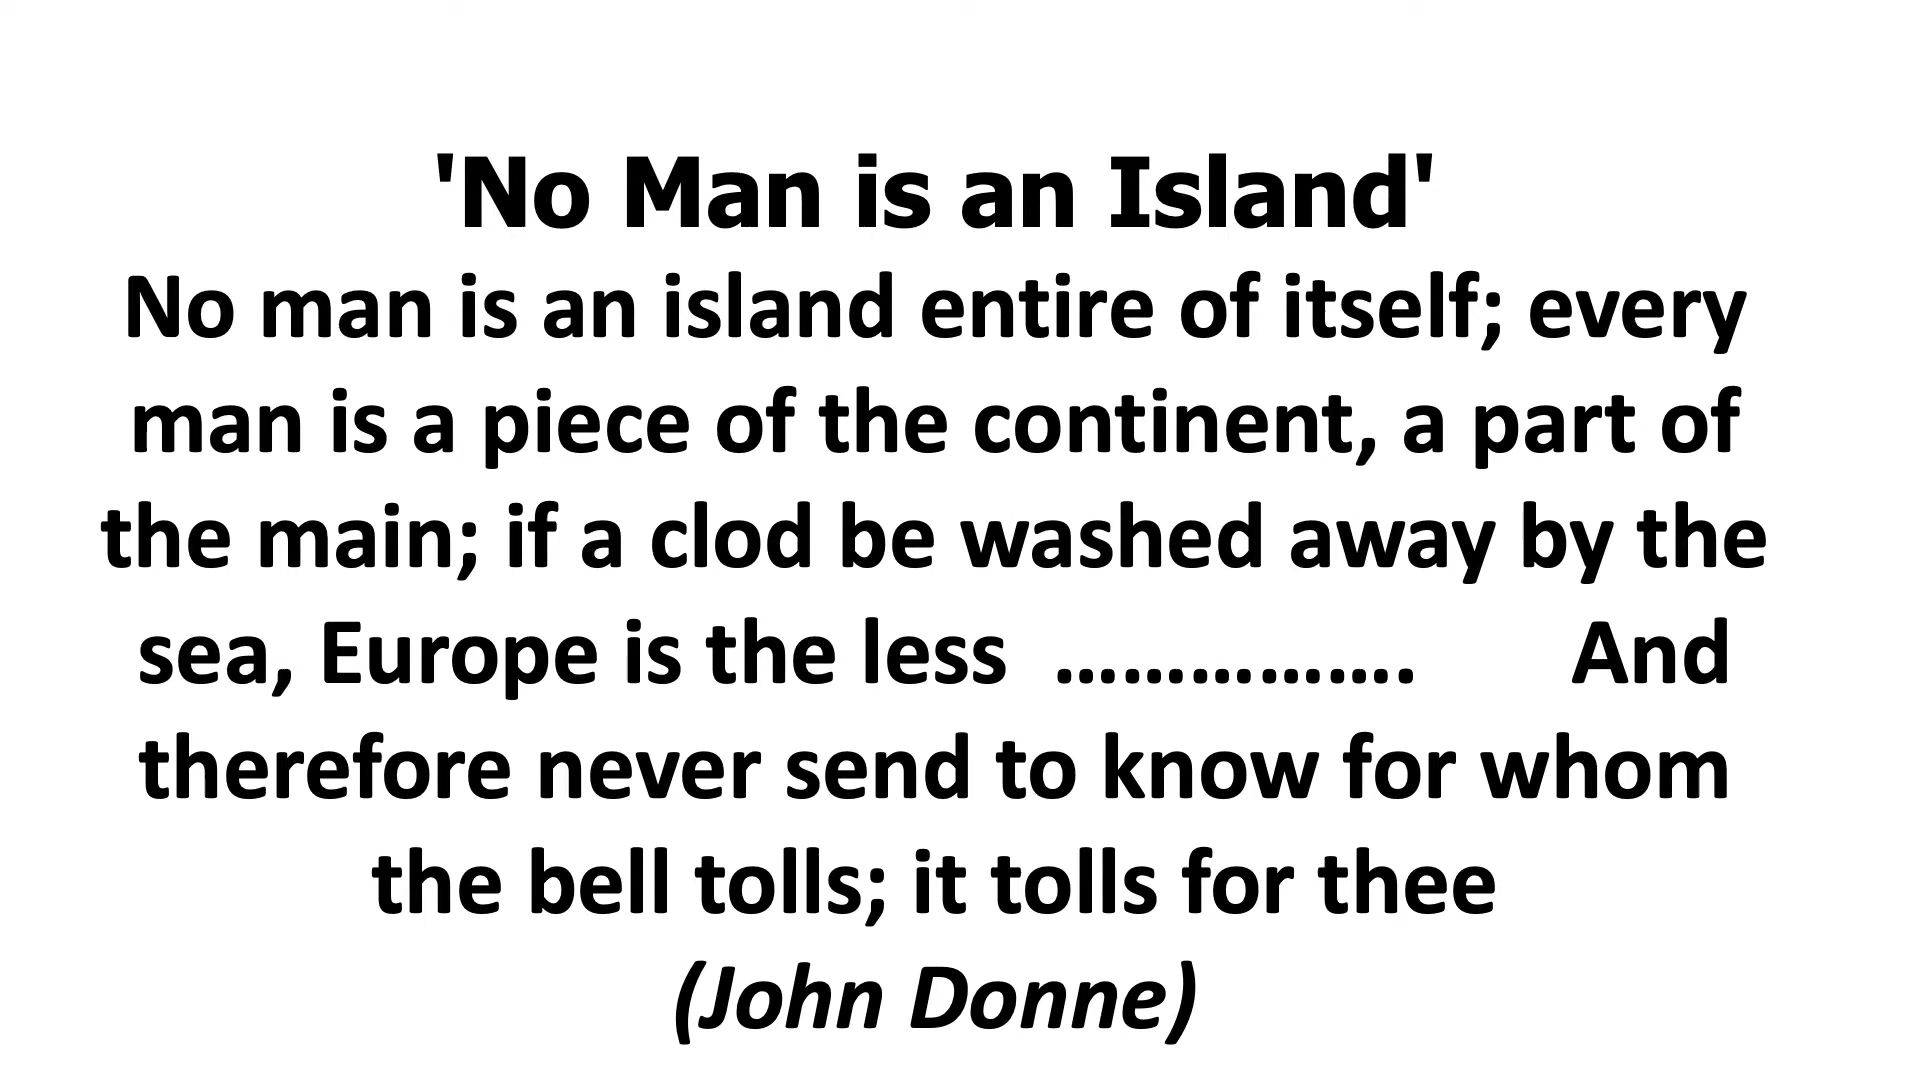 'No Man is an Island'
No man is an island entire of itself; every
man is a piece of the continent, a part of
the main; if a clod be washed away by the
sea, Europe is the less ……………. And
therefore never send to know for whom
the bell tolls; it tolls for thee
(John Donne)